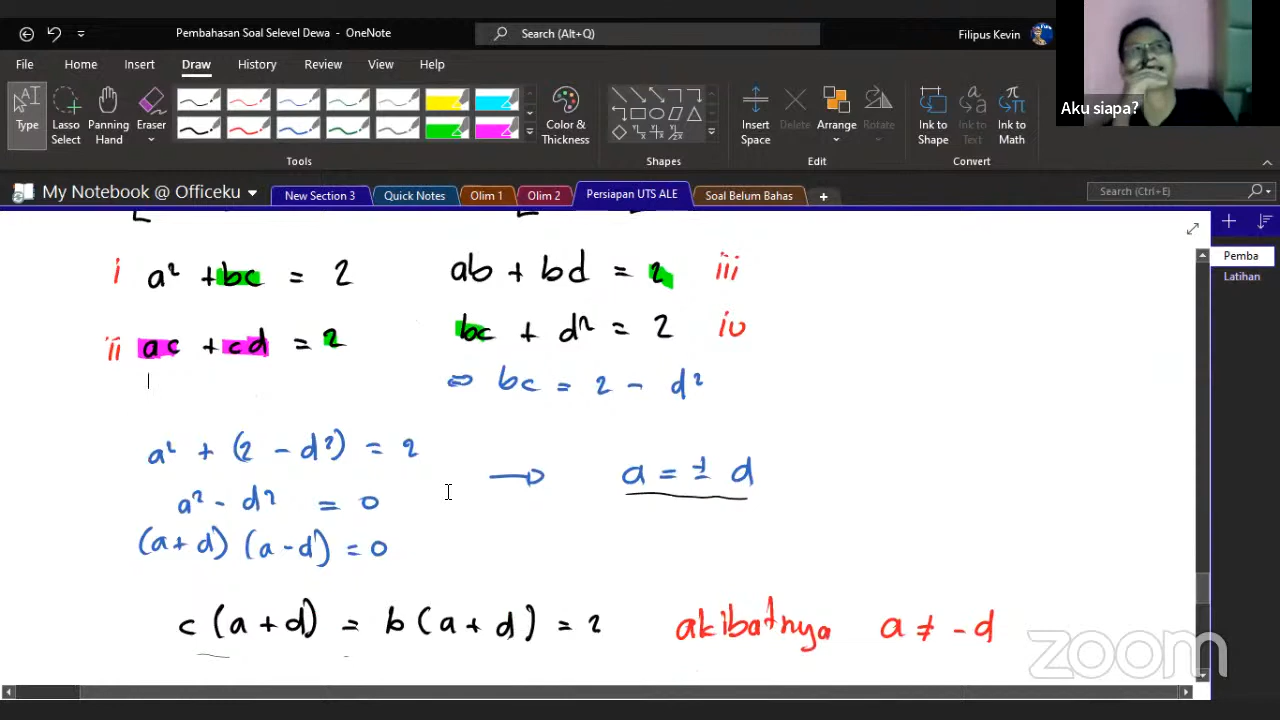 Pembahasan Soal Selevel Dewa - OneNote
Search (Alt+Q)
Filipus Kevin
Aku siapa?
File Home Insert Draw History Review View Help
Type
Lasso Select
Panning Hand
Eraser
Color & Thickness
Insert Space
Delete
Arrange
Rotate
Ink to Shape
Ink to Text
Ink to Math
Tools Shapes Edit Convert
My Notebook @ Officeku
New Section 3 Quick Notes Olim 1 Olim 2 Persiapan UTS ALE Soal Belum Bahas
Search (Ctrl+E)
Pemba
Latihan
i a² + bc = 2
ab + bd = 2 iii
ii ac + cd = 2
bc + d² = 2 iv
⇔ bc = 2 - d²
a² + (2 - d²) = 2
a² - d² = 0
(a+d) (a-d) = 0
→ a = ± d
c (a+d) = b (a+d) = 2 akibatnya a ≠ -d
zoom